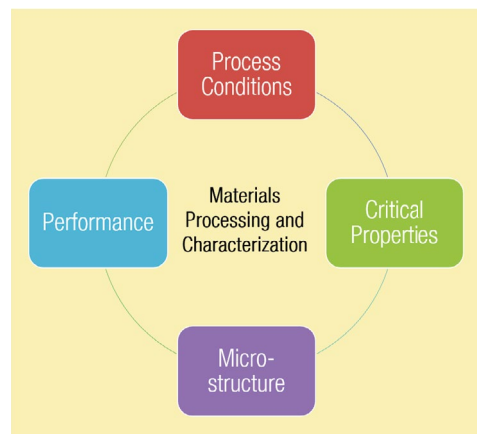 Process
Conditions
Performance
Materials
Processing and
Characterization
Critical
Properties
Micro-
structure